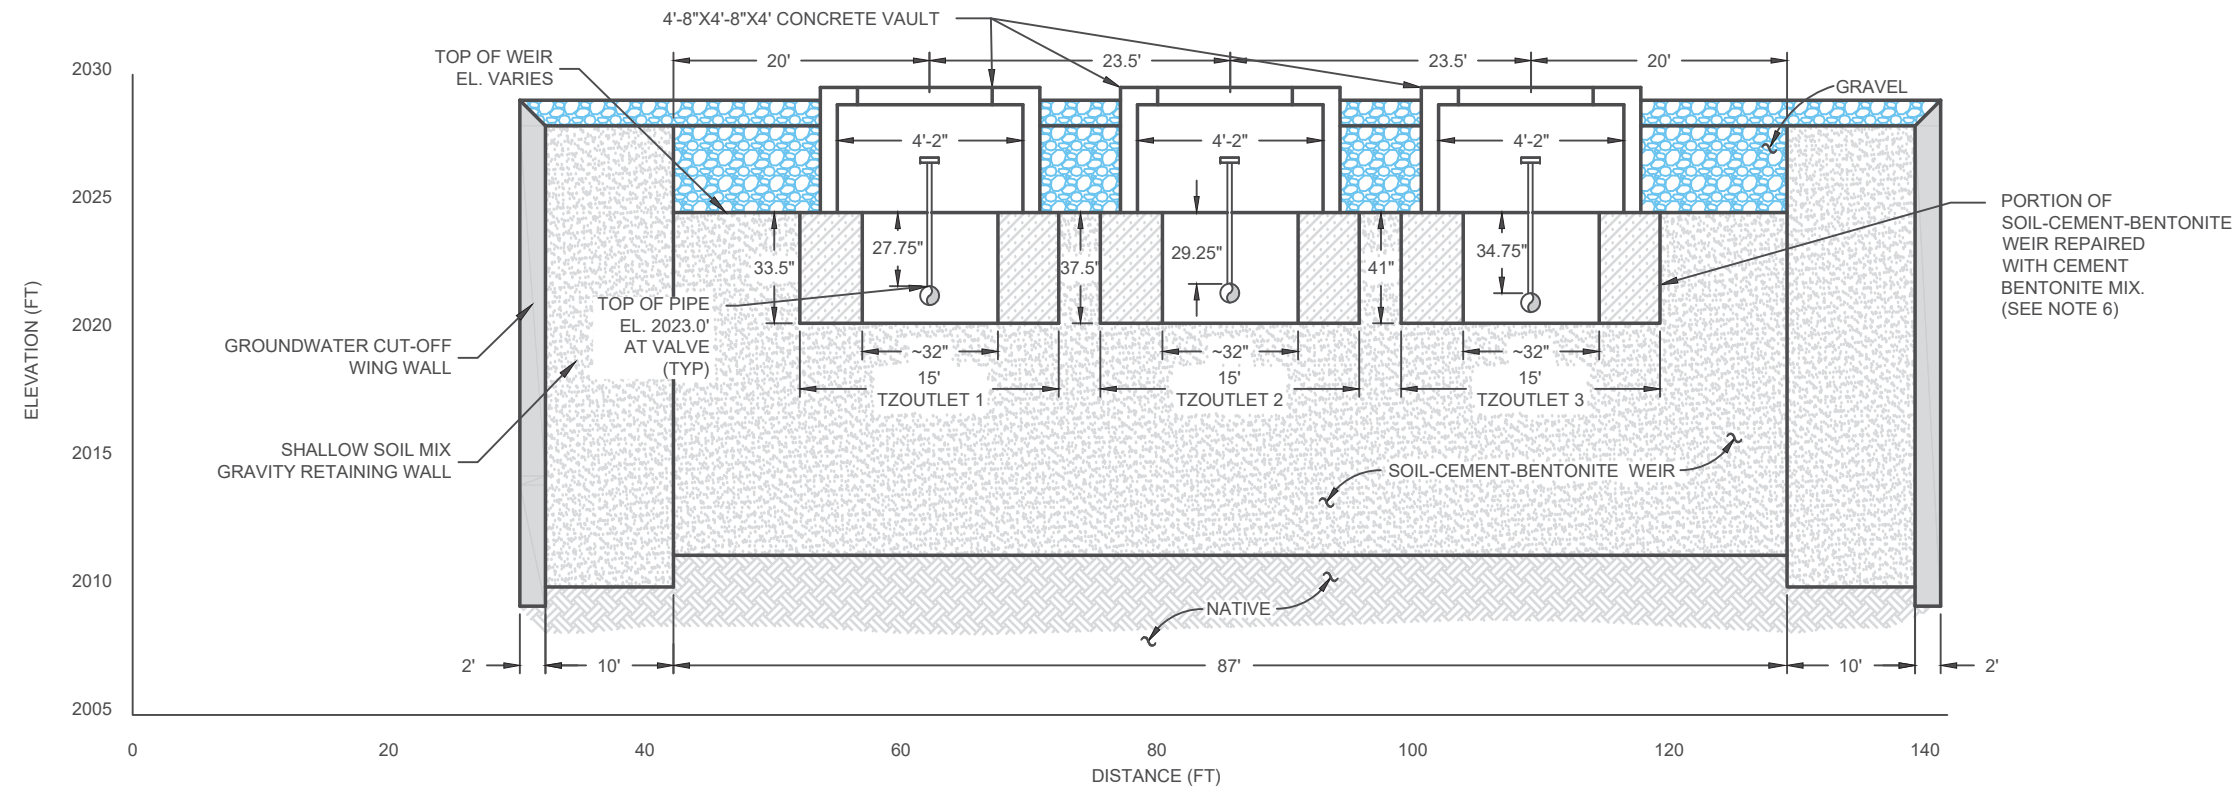 4'-8"X4'-8"X4' CONCRETE VAULT
TOP OF WEIR
EL. VARIES
20'
23.5'
23.5'
20'
GRAVEL
2030
2025
2020
2015
2010
2005
ELEVATION (FT)
4'-2"
4'-2"
4'-2"
PORTION OF
SOIL-CEMENT-BENTONITE
WEIR REPAIRED
WITH CEMENT
BENTONITE MIX.
(SEE NOTE 6)
33.5"
27.75"
37.5"
29.25"
41"
34.75"
TOP OF PIPE
EL. 2023.0'
AT VALVE
(TYP)
GROUNDWATER CUT-OFF
WING WALL
~32"
~32"
~32"
15'
TZOUTLET 1
15'
TZOUTLET 2
15'
TZOUTLET 3
SHALLOW SOIL MIX
GRAVITY RETAINING WALL
SOIL-CEMENT-BENTONITE WEIR
NATIVE
2'
10'
87'
10'
2'
0
20
40
60
80
100
120
140
DISTANCE (FT)